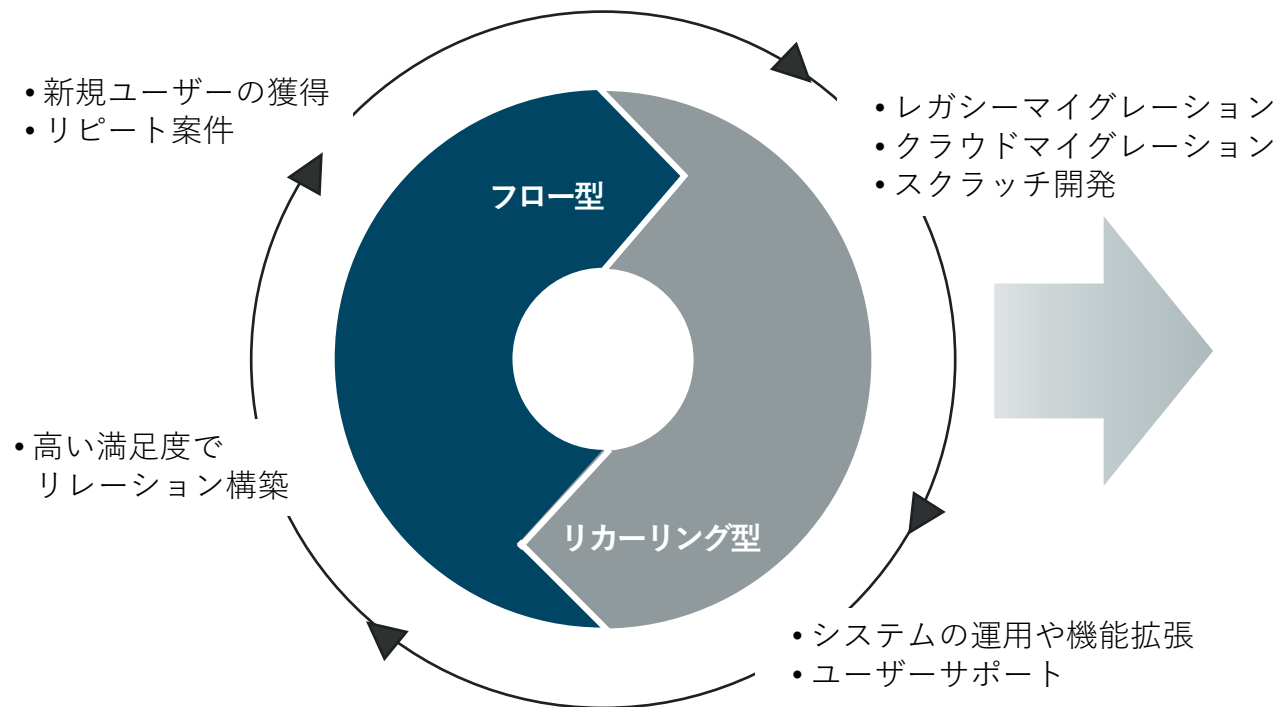 • 新規ユーザーの獲得
• リピート案件
• レガシーマイグレーション
• クラウドマイグレーション
• スクラッチ開発
フロー型
• 高い満足度で
リレーション構築
リカーリング型
• システムの運用や機能拡張
• ユーザーサポート